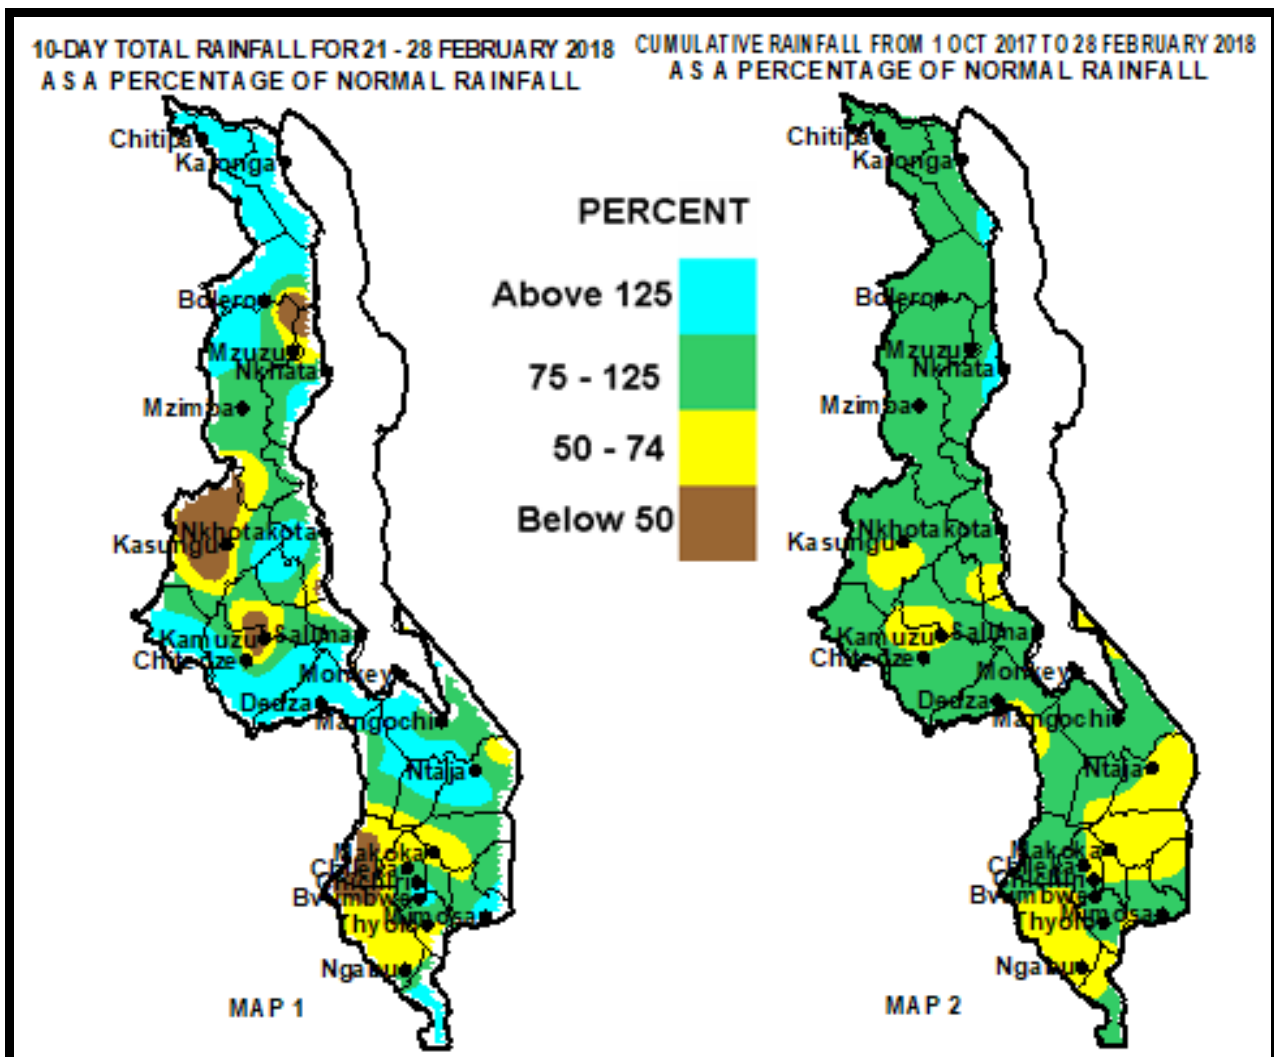 10-DAY TOTAL RAINFALL FOR 21 - 28 FEBRUARY 2018
AS A PERCENTAGE OF NORMAL RAINFALL
CUMULATIVE RAINFALL FROM 1 OCT 2017 TO 28 FEBRUARY 2018
AS A PERCENTAGE OF NORMAL RAINFALL
Chitipa
Karonga
Bolero
Mzuzu
Nkhata
Mzimba
Nkhotakota
Kasungu
Kamuzu
Salima
Chitedze
Monkey
Dedza
Mangochi
Ntaja
Makoka
Chileka
Chichiri
Bvumbwe
Mimosa
Thyolo
Ngabu
MAP 1
PERCENT
Above 125
75 - 125
50 - 74
Below 50
Chitipa
Karonga
Bolero
Mzuzu
Nkhata
Mzimba
Nkhotakota
Kasungu
Kamuzu
Salima
Chitedze
Monkey
Dedza
Mangochi
Ntaja
Makoka
Chileka
Chichiri
Bvumbwe
Mimosa
Thyolo
Ngabu
MAP 2